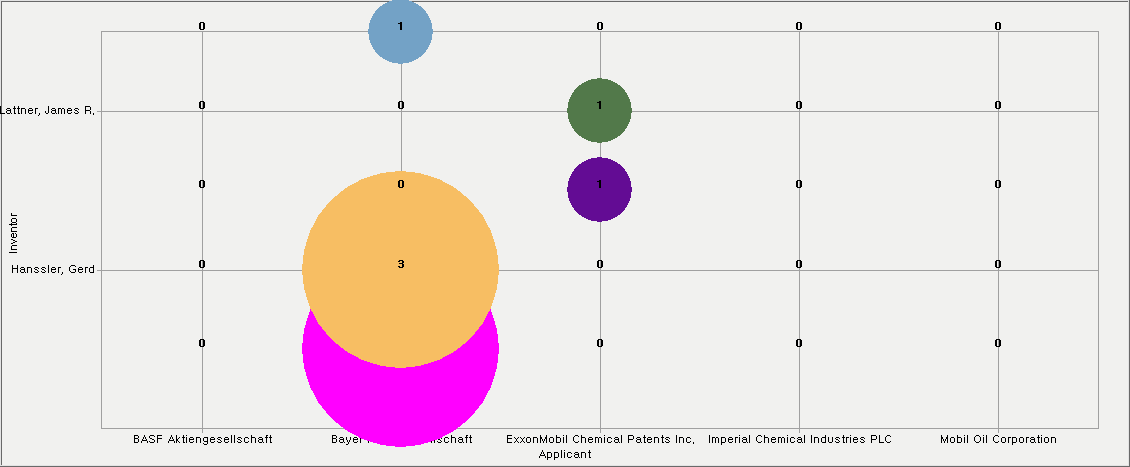 0 1 0 0 0
Lattner, James R. 0 0 1 0 0
0 0 1 0 0
Inventor
Hanssler, Gerd 0 3 0 0 0
0 0 0 0
BASF Aktiengesellschaft Bayer ExxonMobil Chemical Patents Inc. Imperial Chemical Industries PLC Mobil Oil Corporation
Applicant